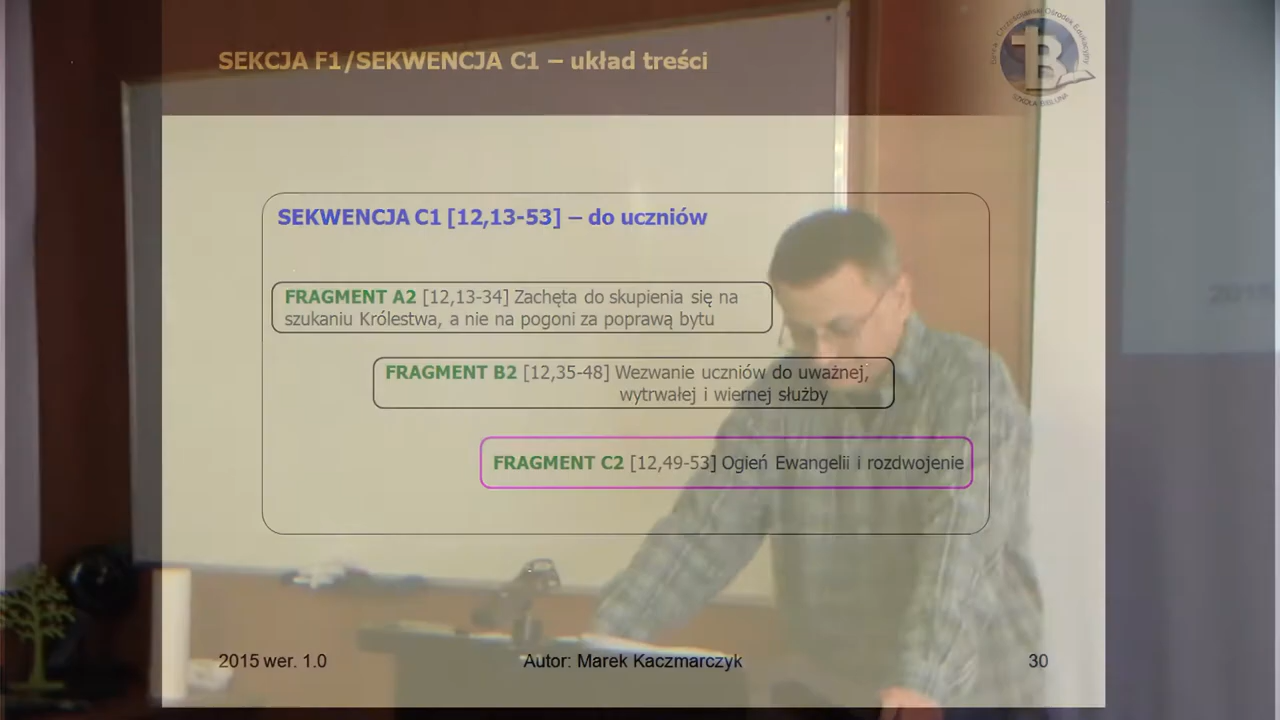 SEKCJA F1/SEKWENCJA C1 – układ treści
SEKWENCJA C1 [12,13-53] – do uczniów
FRAGMENT A2 [12,13-34] Zachęta do skupienia się na
szukaniu Królestwa, a nie na pogoni za poprawą bytu
FRAGMENT B2 [12,35-48] Wezwanie uczniów do uważnej,
wytrwałej i wiernej służby
FRAGMENT C2 [12,49-53] Ogień Ewangelii i rozdwojenie
2015 wer. 1.0
Autor: Marek Kaczmarczyk
30